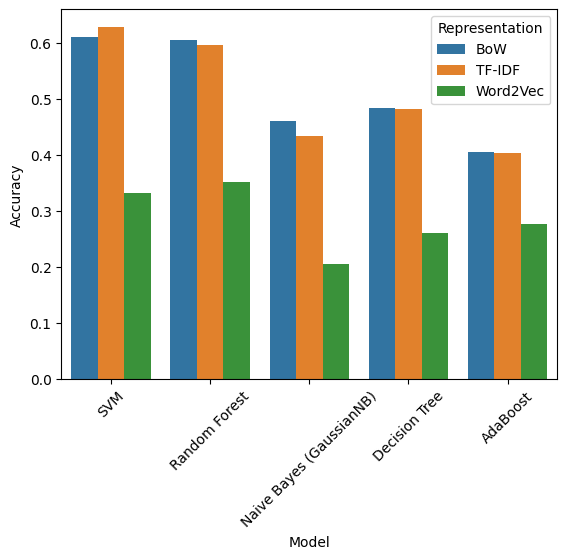 Representation
BoW
TF-IDF
Word2Vec
Accuracy
0.6
0.5
0.4
0.3
0.2
0.1
0.0
SVM
Random Forest
Naive Bayes (GaussianNB)
Decision Tree
AdaBoost
Model